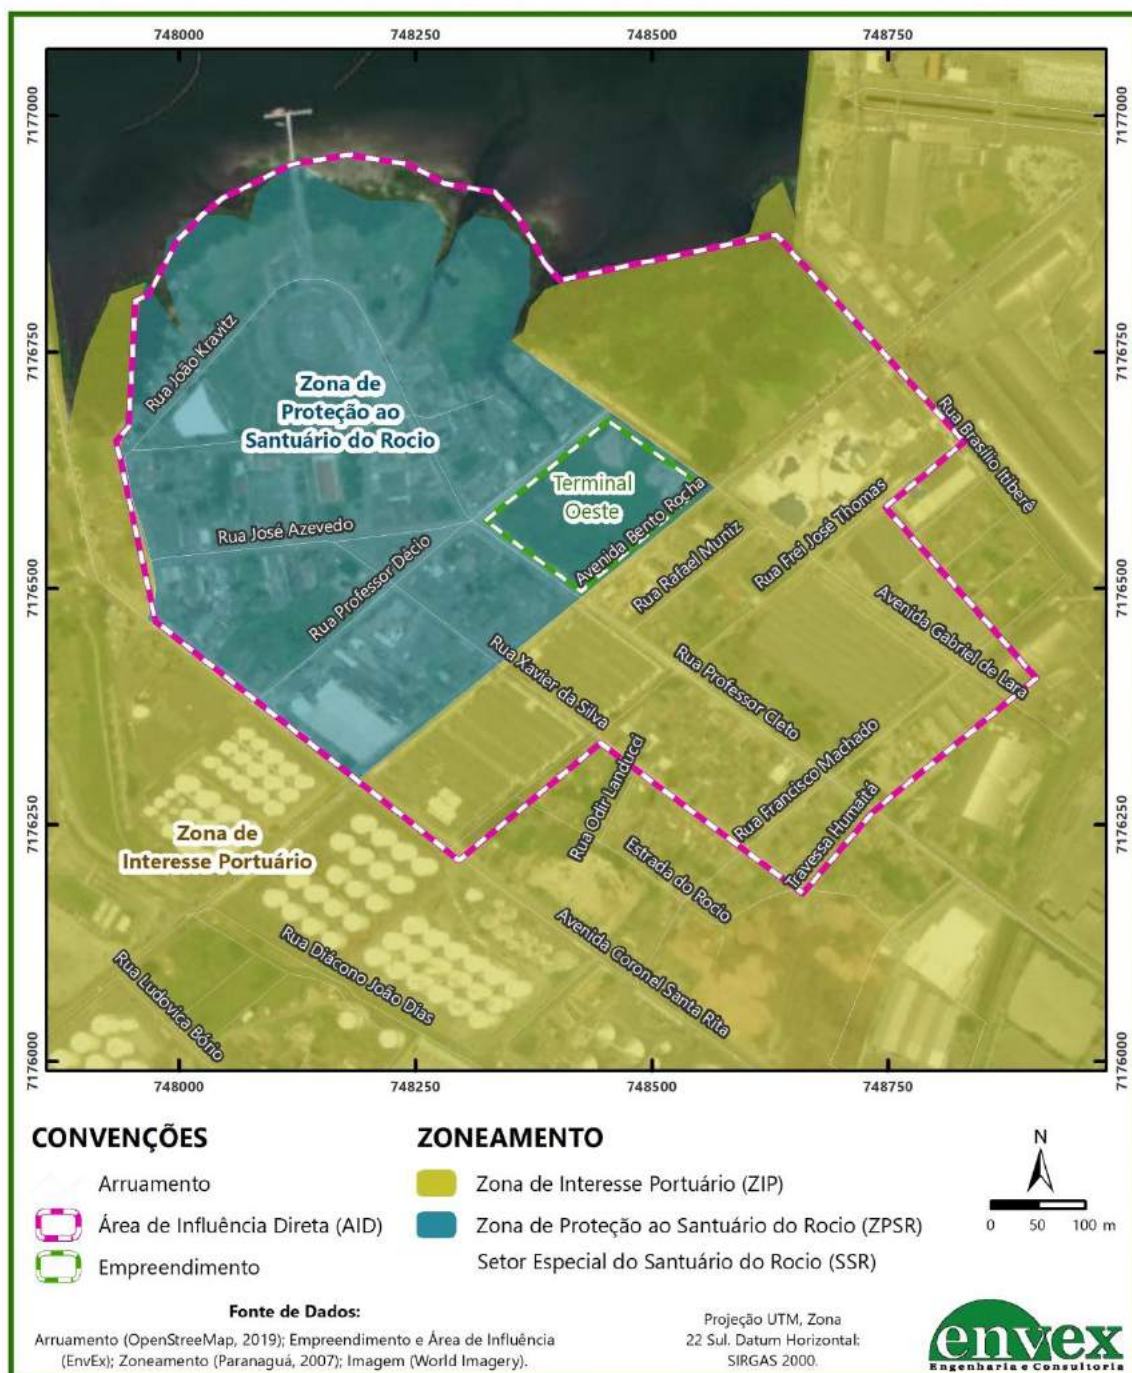 748000 748250 748500 748750
7177000 7177000
7176750 7176750
7176500 7176500
7176250 7176250
7176000 7176000
Rua João Kravitz
Zona de
Proteção ao
Santuário do Rocio
Rua Brasílio Itiberê
Terminal
Oeste
Avenida Bento Rocha
Rua José Azevedo
Rua Professor Décio
Rua Rafael Muniz
Rua Frei José Thomas
Avenida Gabriel de Lara
Rua Xavier da Silva
Rua Professor Cleto
Rua Francisco Machado
Travessa Humaitá
Rua Odir Landucci
Estrada do Rocio
Zona de
Interesse Portuário
Avenida Coronel Santa Rita
Rua Diácono João Dias
Rua Ludovica Bório
748000 748250 748500 748750
CONVENÇÕES
Arruamento
Área de Influência Direta (AID)
Empreendimento
ZONEAMENTO
Zona de Interesse Portuário (ZIP)
Zona de Proteção ao Santuário do Rocio (ZPSR)
Setor Especial do Santuário do Rocio (SSR)
N
0 50 100 m
Fonte de Dados:
Arruamento (OpenStreeMap, 2019); Empreendimento e Área de Influência
(EnvEx); Zoneamento (Paranaguá, 2007); Imagem (World Imagery).
Projeção UTM, Zona
22 Sul. Datum Horizontal:
SIRGAS 2000.
envex
Engenharia e Consultoria